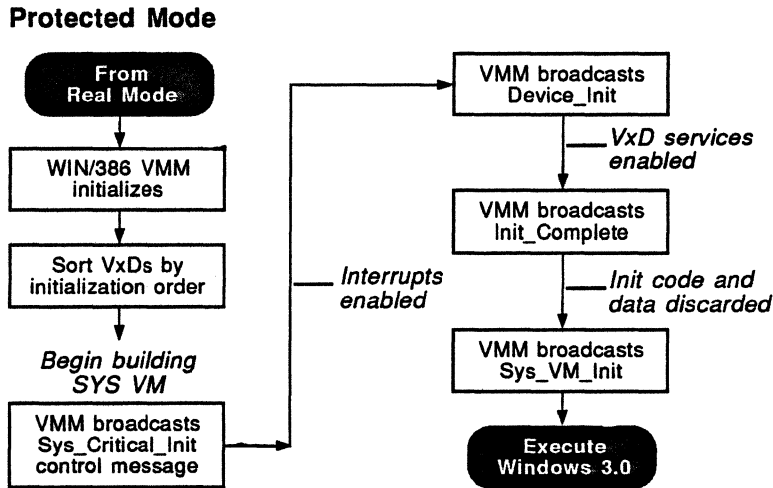 Protected Mode
From
Real Mode
WIN/386 VMM
initializes
Sort VxDs by
initialization order
Begin building
SYS VM
VMM broadcasts
Sys_Critical_Init
control message
Interrupts
enabled
VMM broadcasts
Device_Init
VxD services
enabled
VMM broadcasts
Init_Complete
Init code and
data discarded
VMM broadcasts
Sys_VM_Init
Execute
Windows 3.0